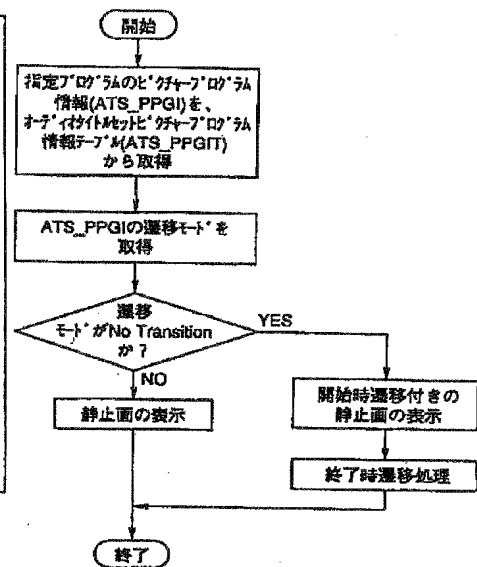 開始
指定プログラムのピクチャープログラム
情報(ATS_PPGI)を、
オーディオタイトルセットピクチャープログラム
情報テーブル(ATS_PPGIT)
から取得
ATS_PPGIの遷移モードを
取得
遷移
モードがNo Transition
か？
YES
NO
静止画の表示
開始時遷移付きの
静止画の表示
終了時遷移処理
終了